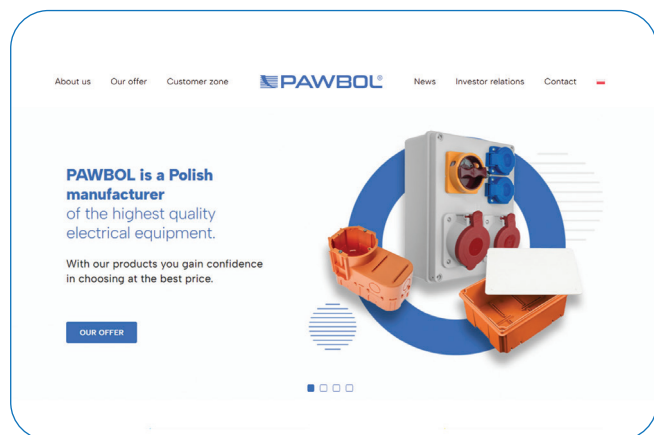 About us Our offer Customer zone PAWBOL® News Investor relations Contact
PAWBOL is a Polish
manufacturer
of the highest quality
electrical equipment.
With our products you gain confidence
in choosing at the best price.
OUR OFFER